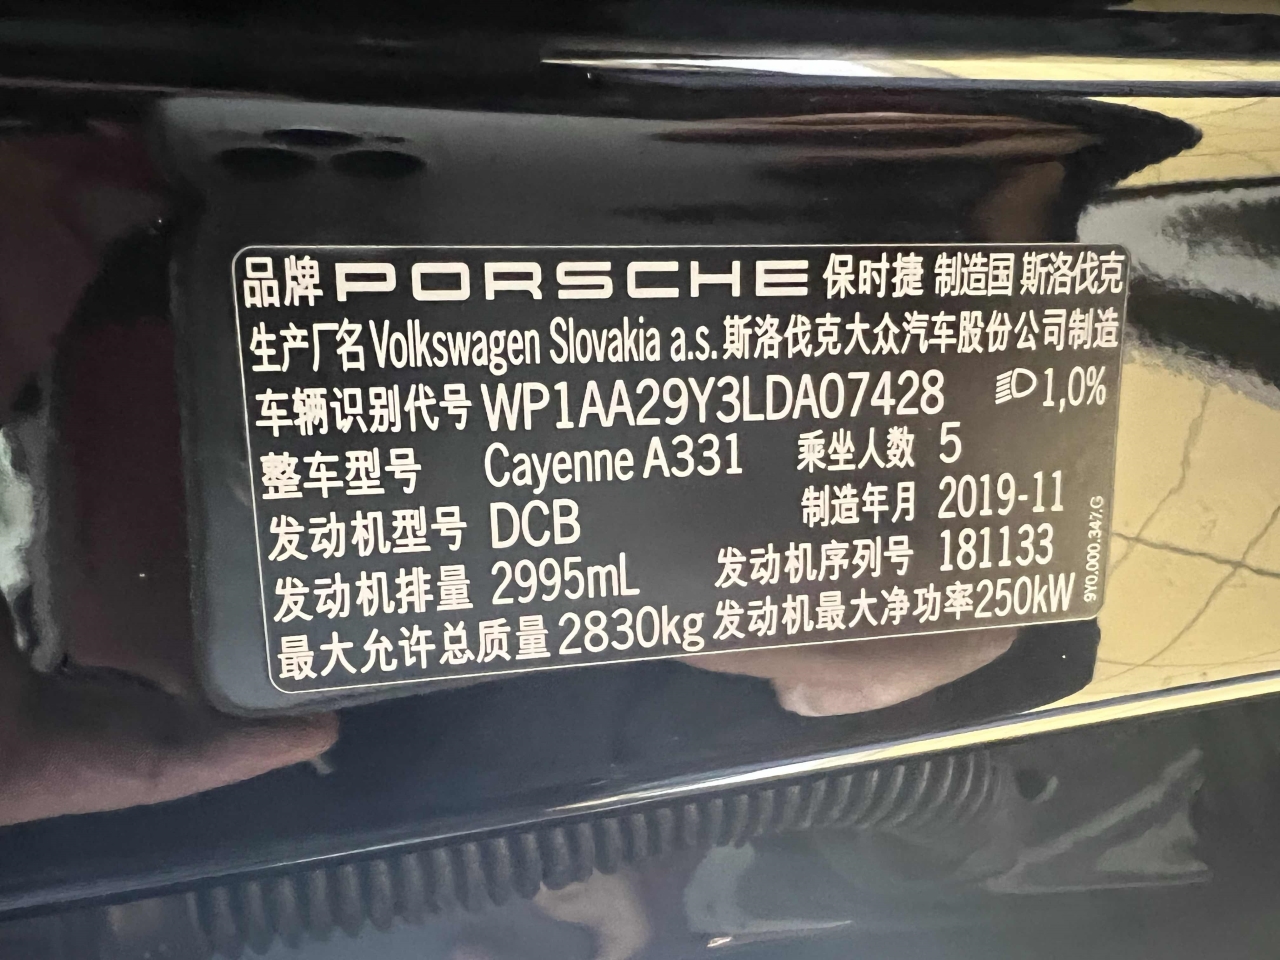 品牌 PORSCHE 保时捷 制造国 斯洛伐克
生产厂名 Volkswagen Slovakia a.s. 斯洛伐克大众汽车股份公司制造
车辆识别代号 WP1AA29Y3LDA07428 1,0%
整车型号 Cayenne A331 乘坐人数 5
发动机型号 DCB 制造年月 2019-11
发动机排量 2995mL 发动机序列号 181133
最大允许总质量 2830kg 发动机最大净功率 250kW
9Y0.000.347.G